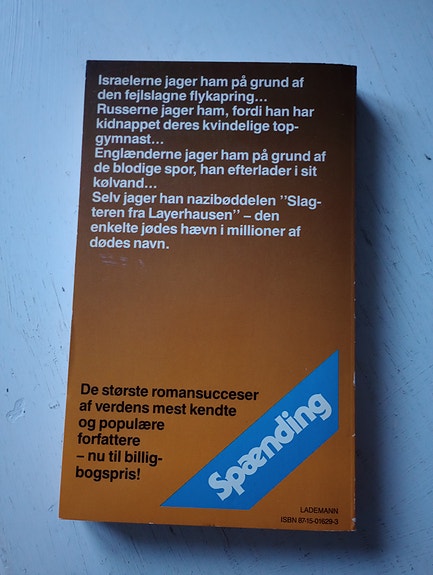 Israelerne jager ham på grund af
den fejlslagne flykapring...
Russerne jager ham, fordi han har
kidnappet deres kvindelige top-
gymnast...
Englænderne jager ham på grund af
de blodige spor, han efterlader i sit
kølvand...
Selv jager han nazibøddelen "Slag-
teren fra Layerhausen" – den
enkelte jødes hævn i millioner af
dødes navn.
De største romansucceser
af verdens mest kendte
og populære
forfattere
– nu til billig-
bogspris!
Spænding
LADEMANN
ISBN 87-15-01629-3